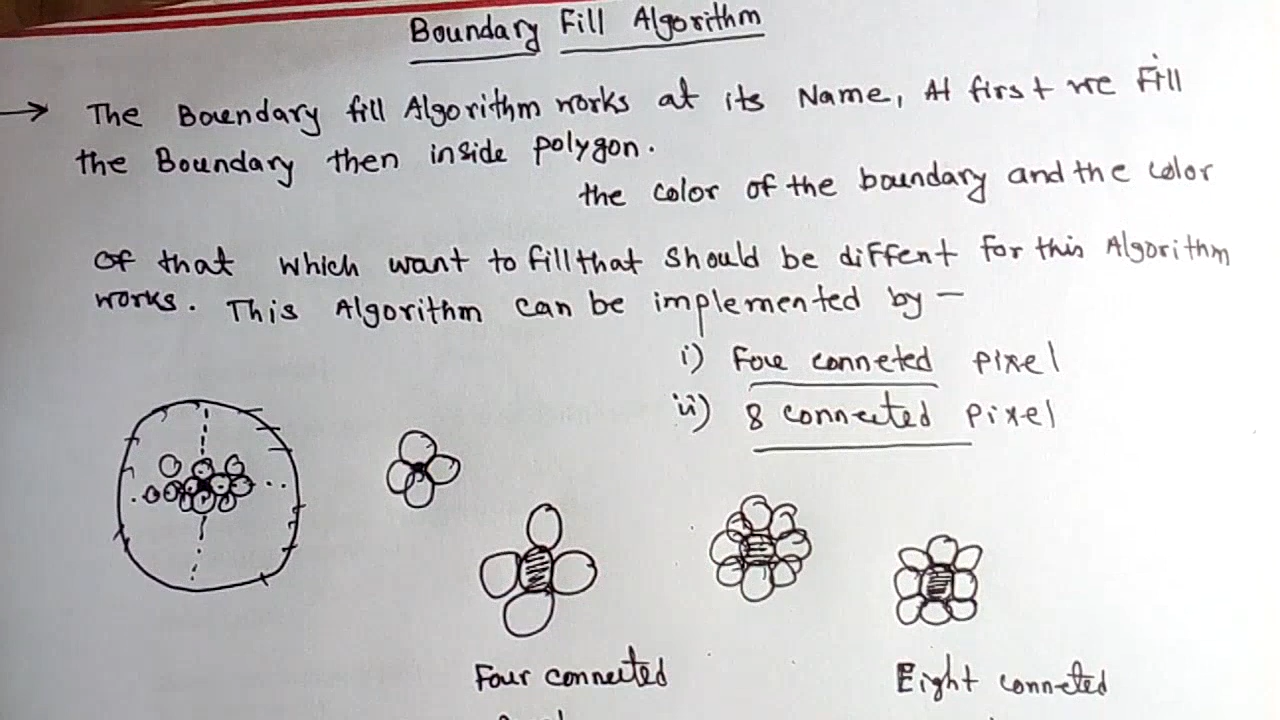 Boundary Fill Algorithm
→ The Boundary fill Algorithm works at its Name, At first we Fill
the Boundary then inside polygon.
the color of the boundary and the color
of that which want to fill that should be diffent for this Algorithm
works. This Algorithm can be implemented by –
i) Four conneted pixel
ii) 8 connected pixel
Four connected
Eight conneted